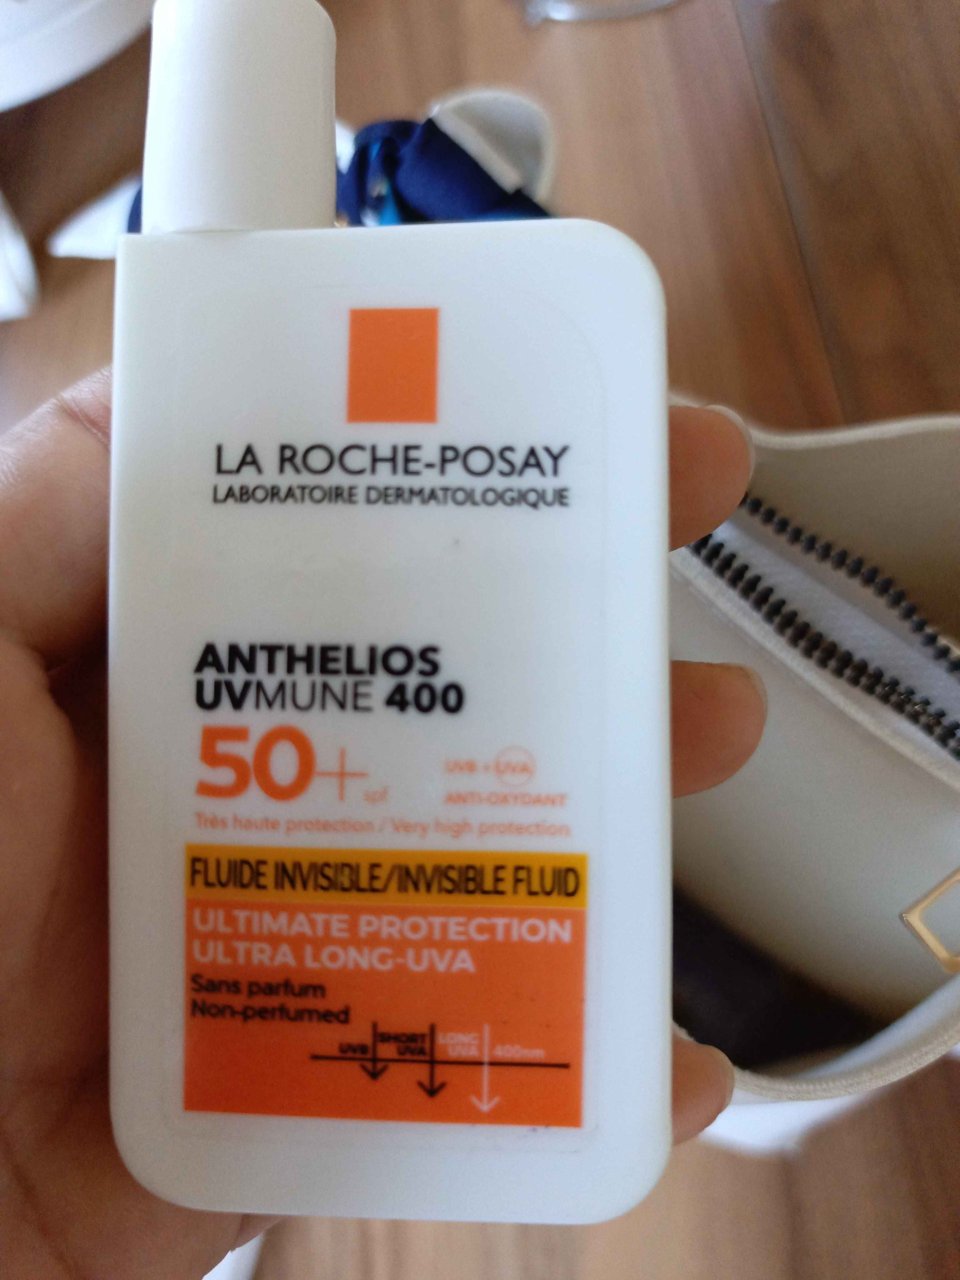 LA ROCHE-POSAY
LABORATOIRE DERMATOLOGIQUE
ANTHELIOS
UVMUNE 400
50+ spf
UVB + UVA
ANTI-OXYDANT
Très haute protection / Very high protection
FLUIDE INVISIBLE/INVISIBLE FLUID
ULTIMATE PROTECTION
ULTRA LONG-UVA
Sans parfum
Non-perfumed
UVB
SHORT UVA
LONG UVA
400nm